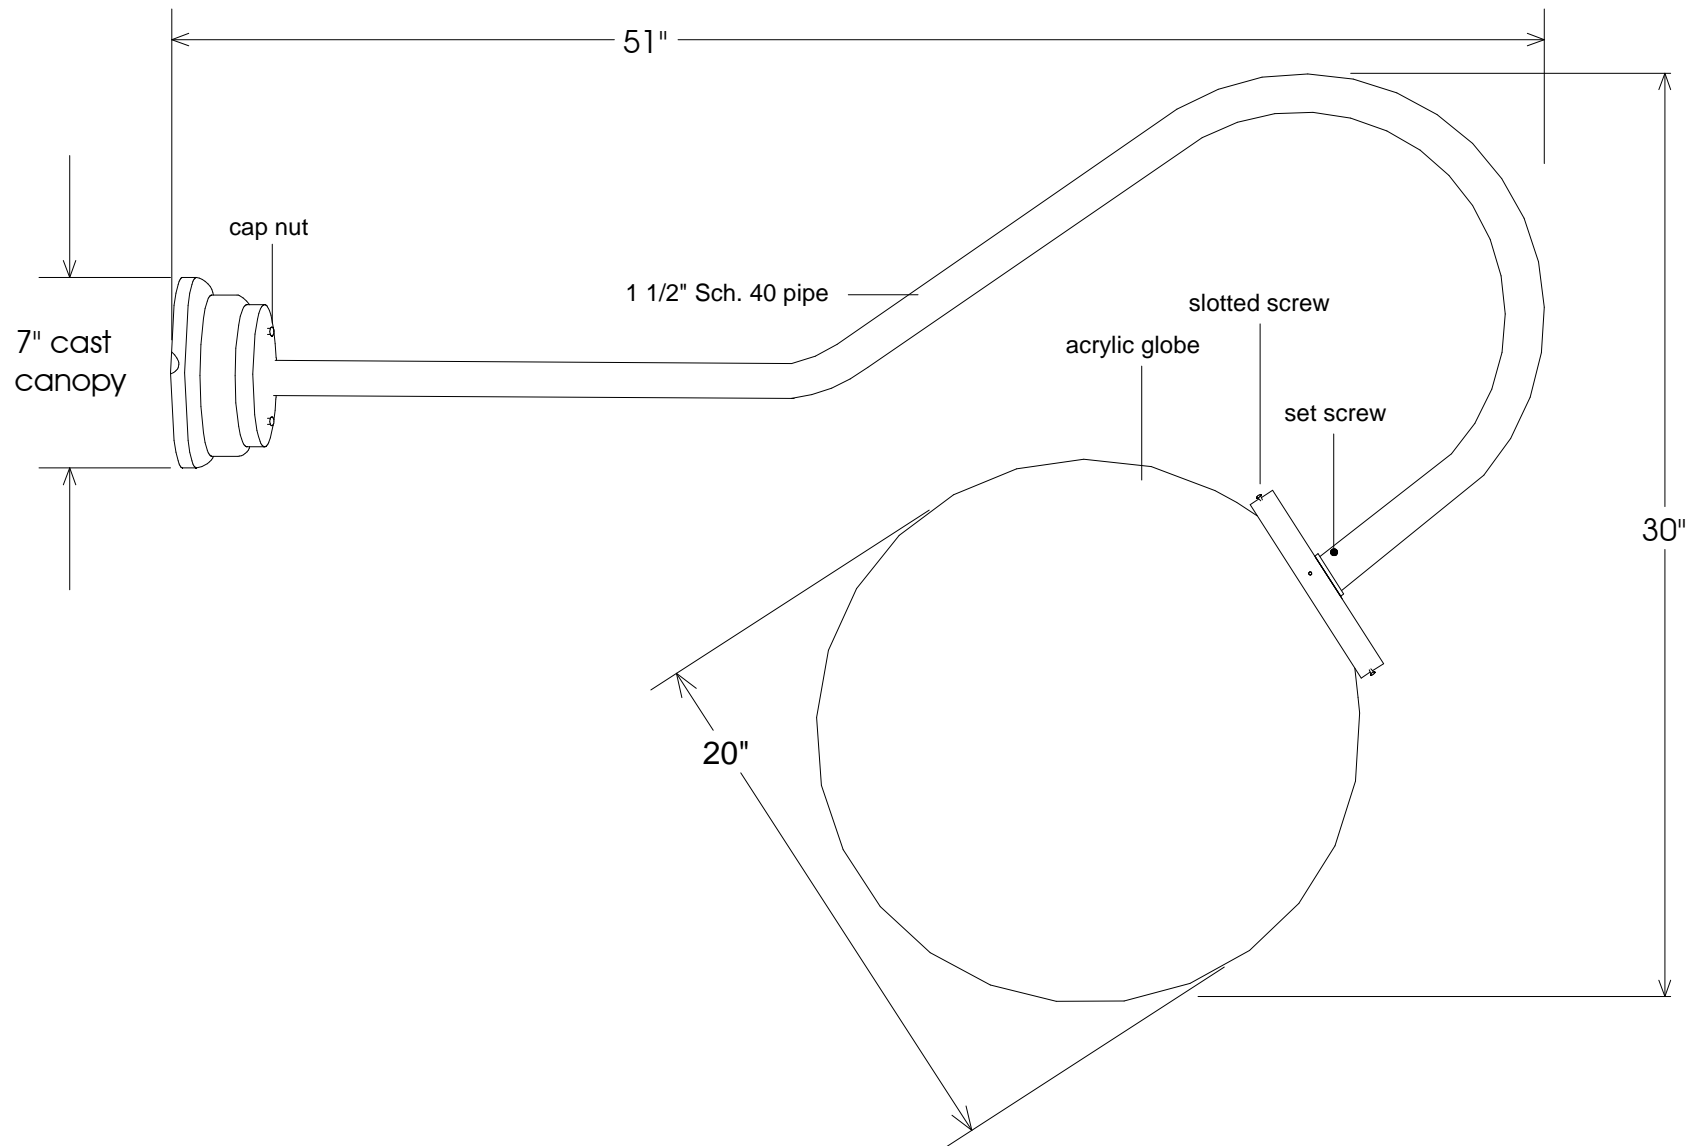 51"
cap nut
1 1/2" Sch. 40 pipe
slotted screw
7" cast
canopy
acrylic globe
set screw
30"
20"